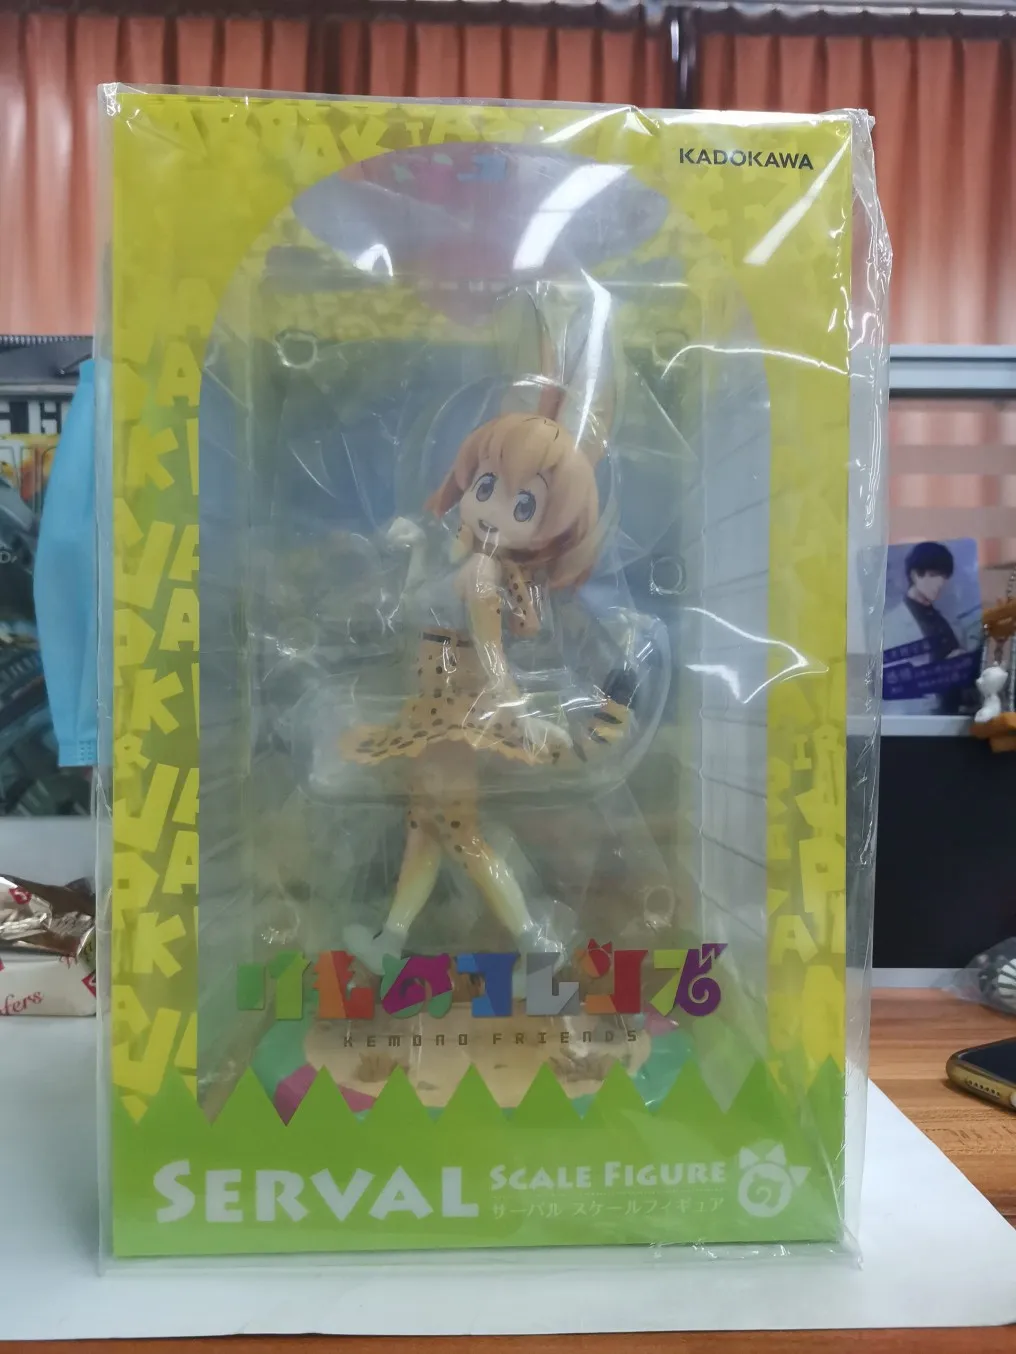 KADOKAWA
けものフレンズ
KEMONO FRIENDS
SERVAL
SCALE FIGURE
サーバル スケールフィギュア
fers